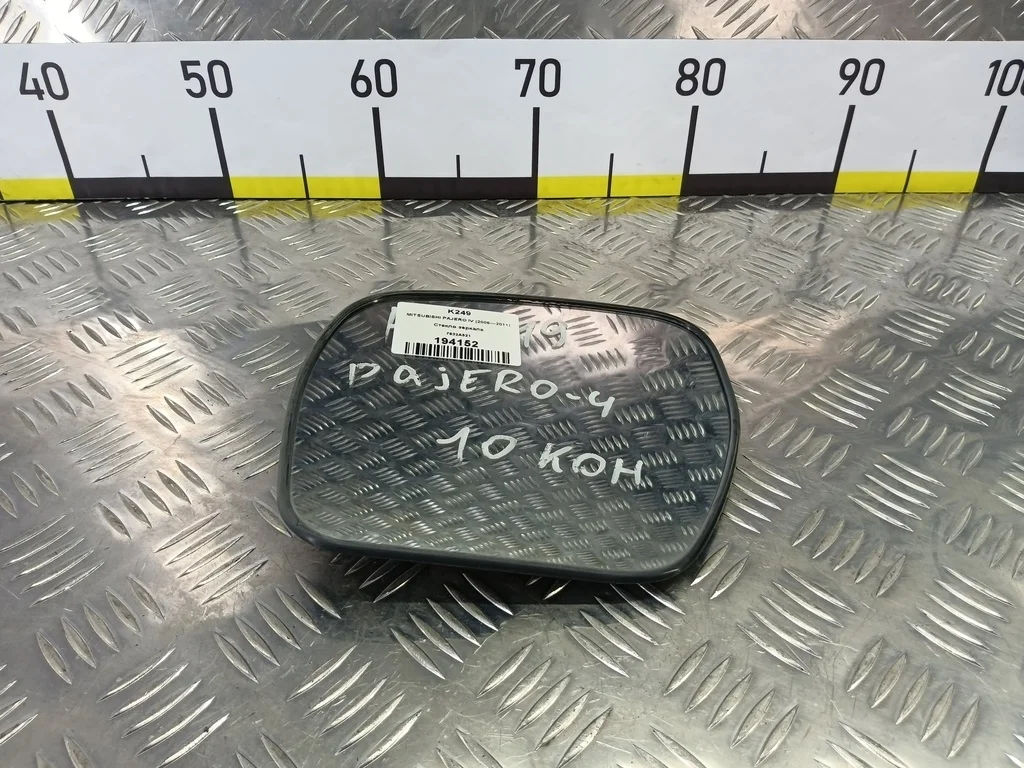 40 50 60 70 80 90
K249
MITSUBISHI PAJERO IV (2006—2011)
Стекло зеркала
7632A531
194152
pajERO-4
10 КОН